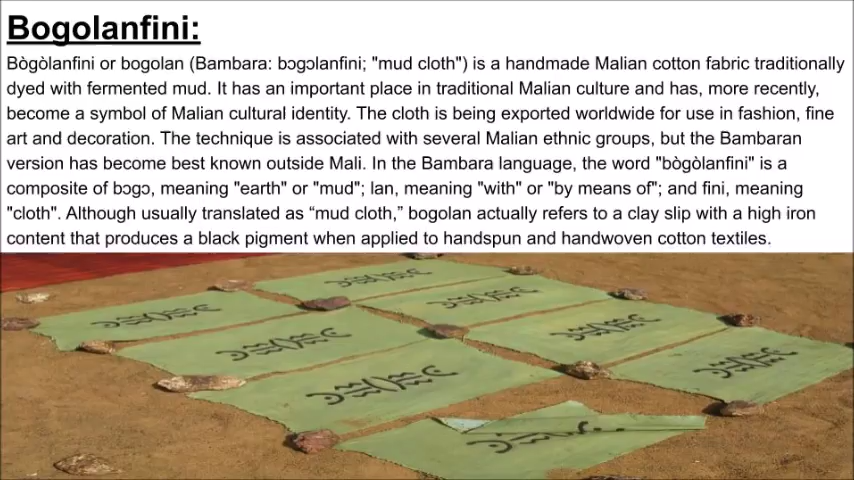 Bogolanfini:
Bògòlanfini or bogolan (Bambara: bɔgɔlanfini; "mud cloth") is a handmade Malian cotton fabric traditionally
dyed with fermented mud. It has an important place in traditional Malian culture and has, more recently,
become a symbol of Malian cultural identity. The cloth is being exported worldwide for use in fashion, fine
art and decoration. The technique is associated with several Malian ethnic groups, but the Bambaran
version has become best known outside Mali. In the Bambara language, the word "bògòlanfini" is a
composite of bɔgɔ, meaning "earth" or "mud"; lan, meaning "with" or "by means of"; and fini, meaning
"cloth". Although usually translated as “mud cloth,” bogolan actually refers to a clay slip with a high iron
content that produces a black pigment when applied to handspun and handwoven cotton textiles.